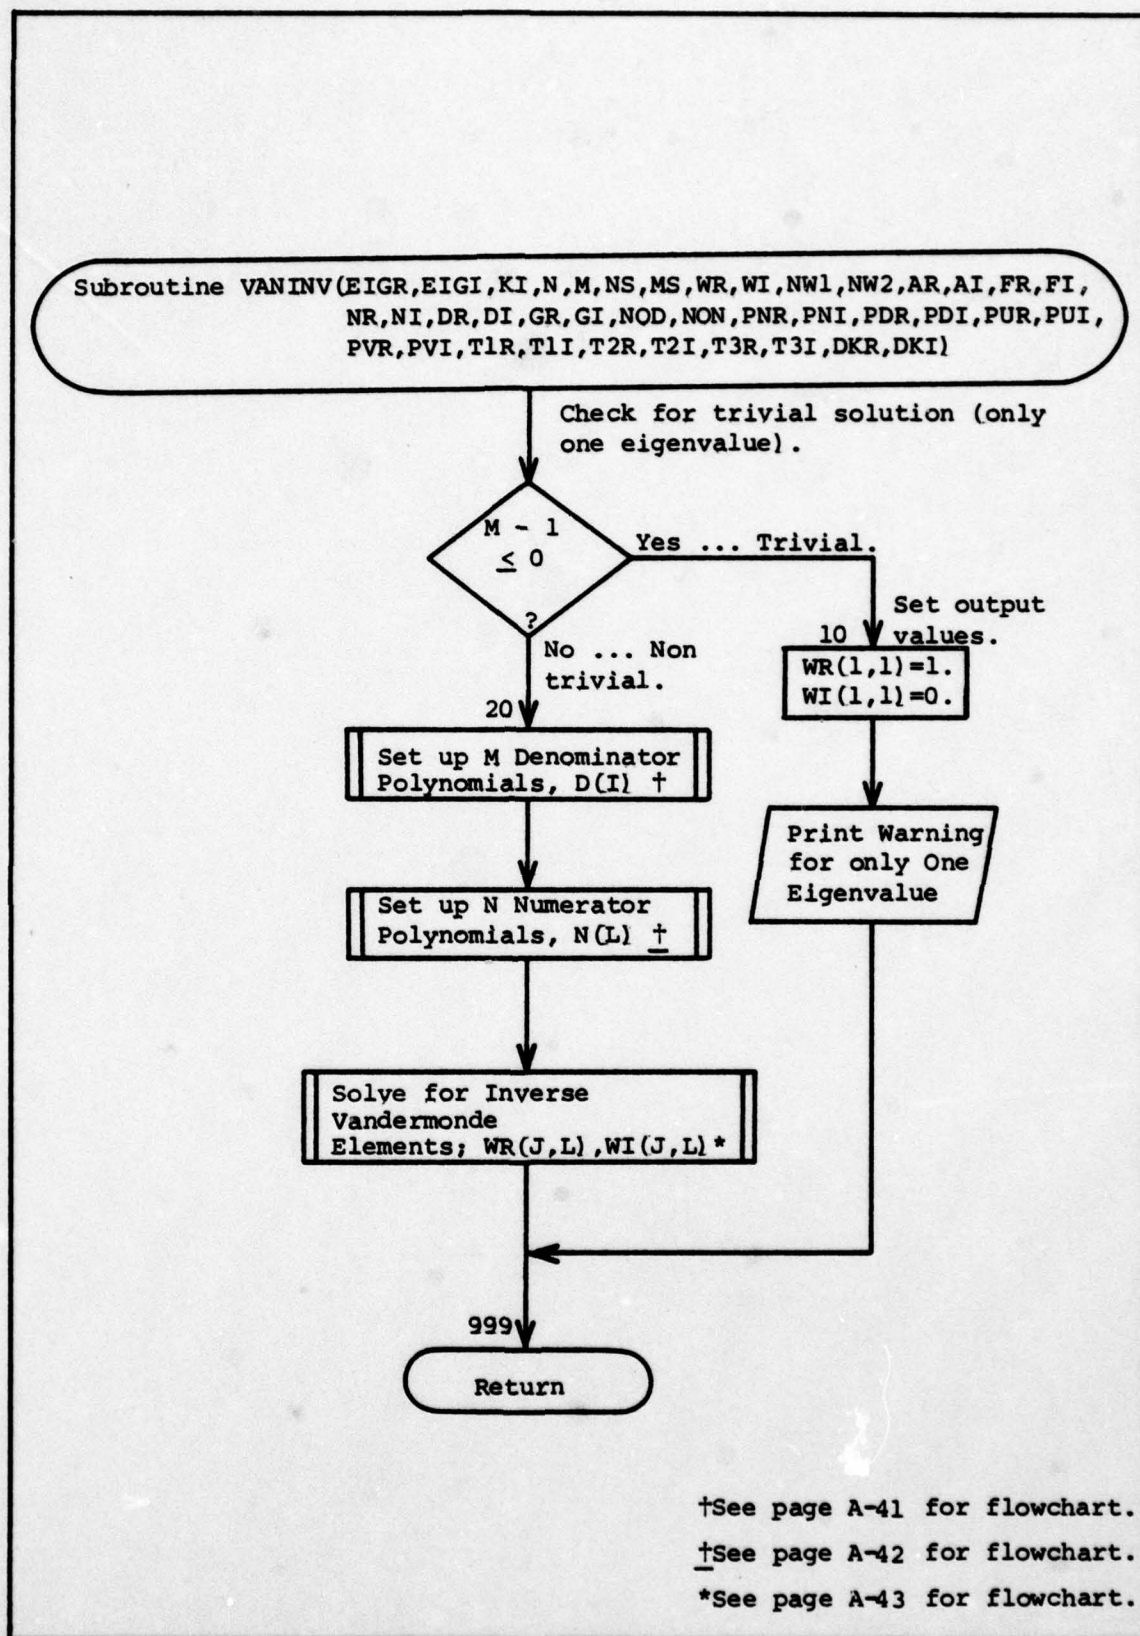 Subroutine VANINV(EIGR,EIGI,KI,N,M,NS,MS,WR,WI,NW1,NW2,AR,AI,FR,FI,
NR,NI,DR,DI,GR,GI,NOD,NON,PNR,PNI,PDR,PDI,PUR,PUI,
PVR,PVI,T1R,T1I,T2R,T2I,T3R,T3I,DKR,DKI)
Check for trivial solution (only
one eigenvalue).
M - 1
≤ 0
?
Yes ... Trivial.
Set output
values.
10
WR(1,1)=1.
WI(1,1)=0.
No ... Non
trivial.
20
Set up M Denominator
Polynomials, D(I) †
Print Warning
for only One
Eigenvalue
Set up N Numerator
Polynomials, N(L) †
Solve for Inverse
Vandermonde
Elements; WR(J,L),WI(J,L)*
999
Return
†See page A-41 for flowchart.
†See page A-42 for flowchart.
*See page A-43 for flowchart.